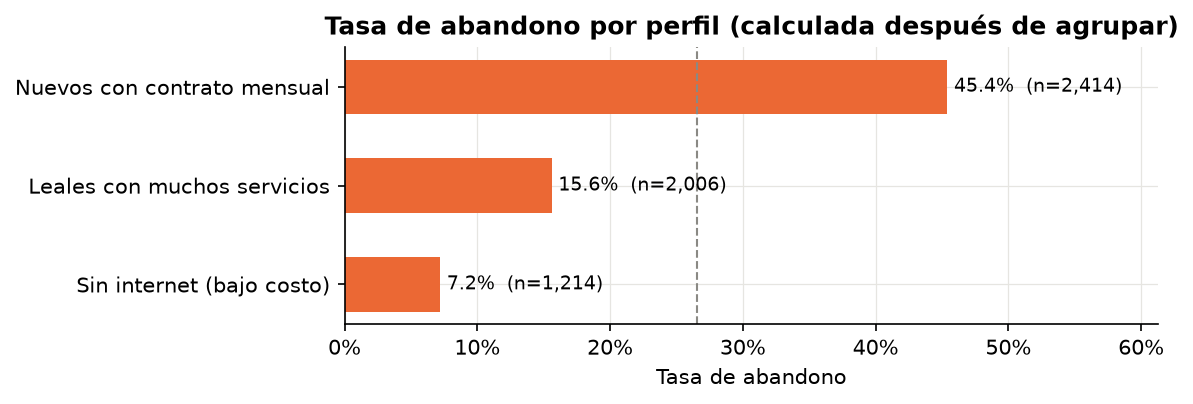 Tasa de abandono por perfil (calculada después de agrupar)
Nuevos con contrato mensual
45.4% (n=2,414)
Leales con muchos servicios
15.6% (n=2,006)
Sin internet (bajo costo)
7.2% (n=1,214)
0% 10% 20% 30% 40% 50% 60%
Tasa de abandono